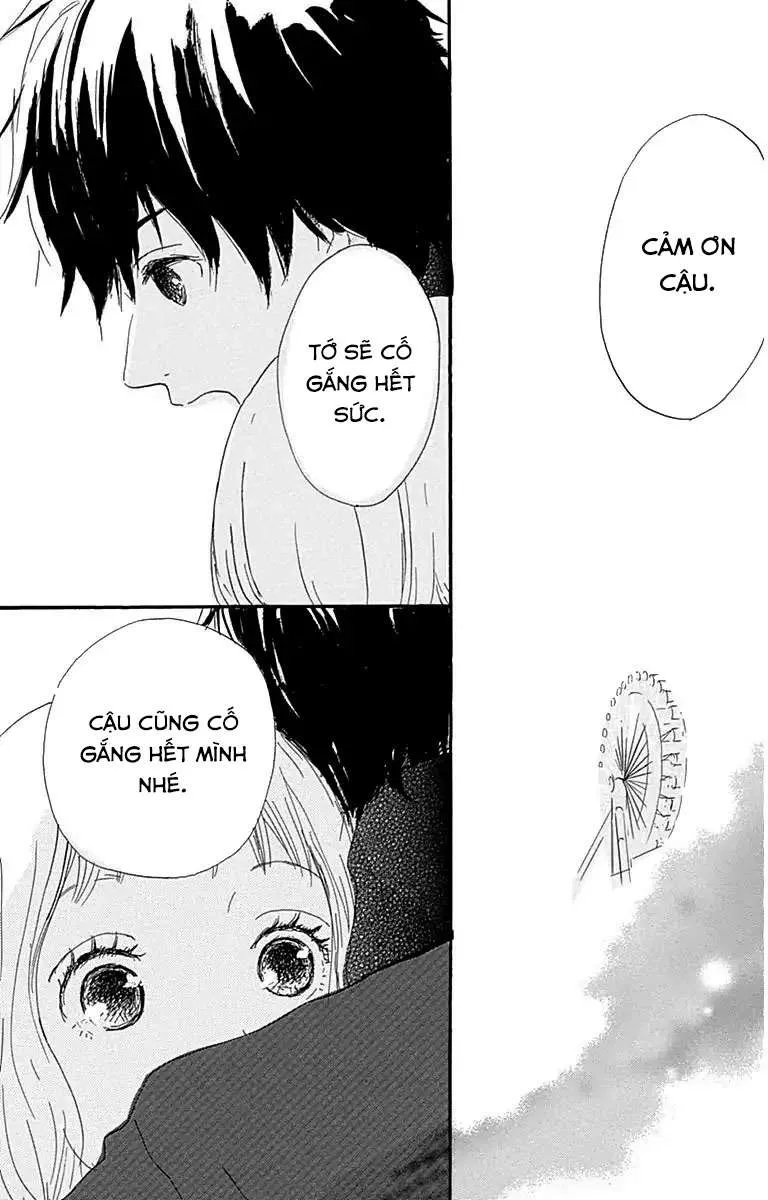 CẢM ƠN
CẬU.
TỚ SẼ CỐ
GẮNG HẾT
SỨC.
CẬU CŨNG CỐ
GẮNG HẾT MÌNH
NHÉ.